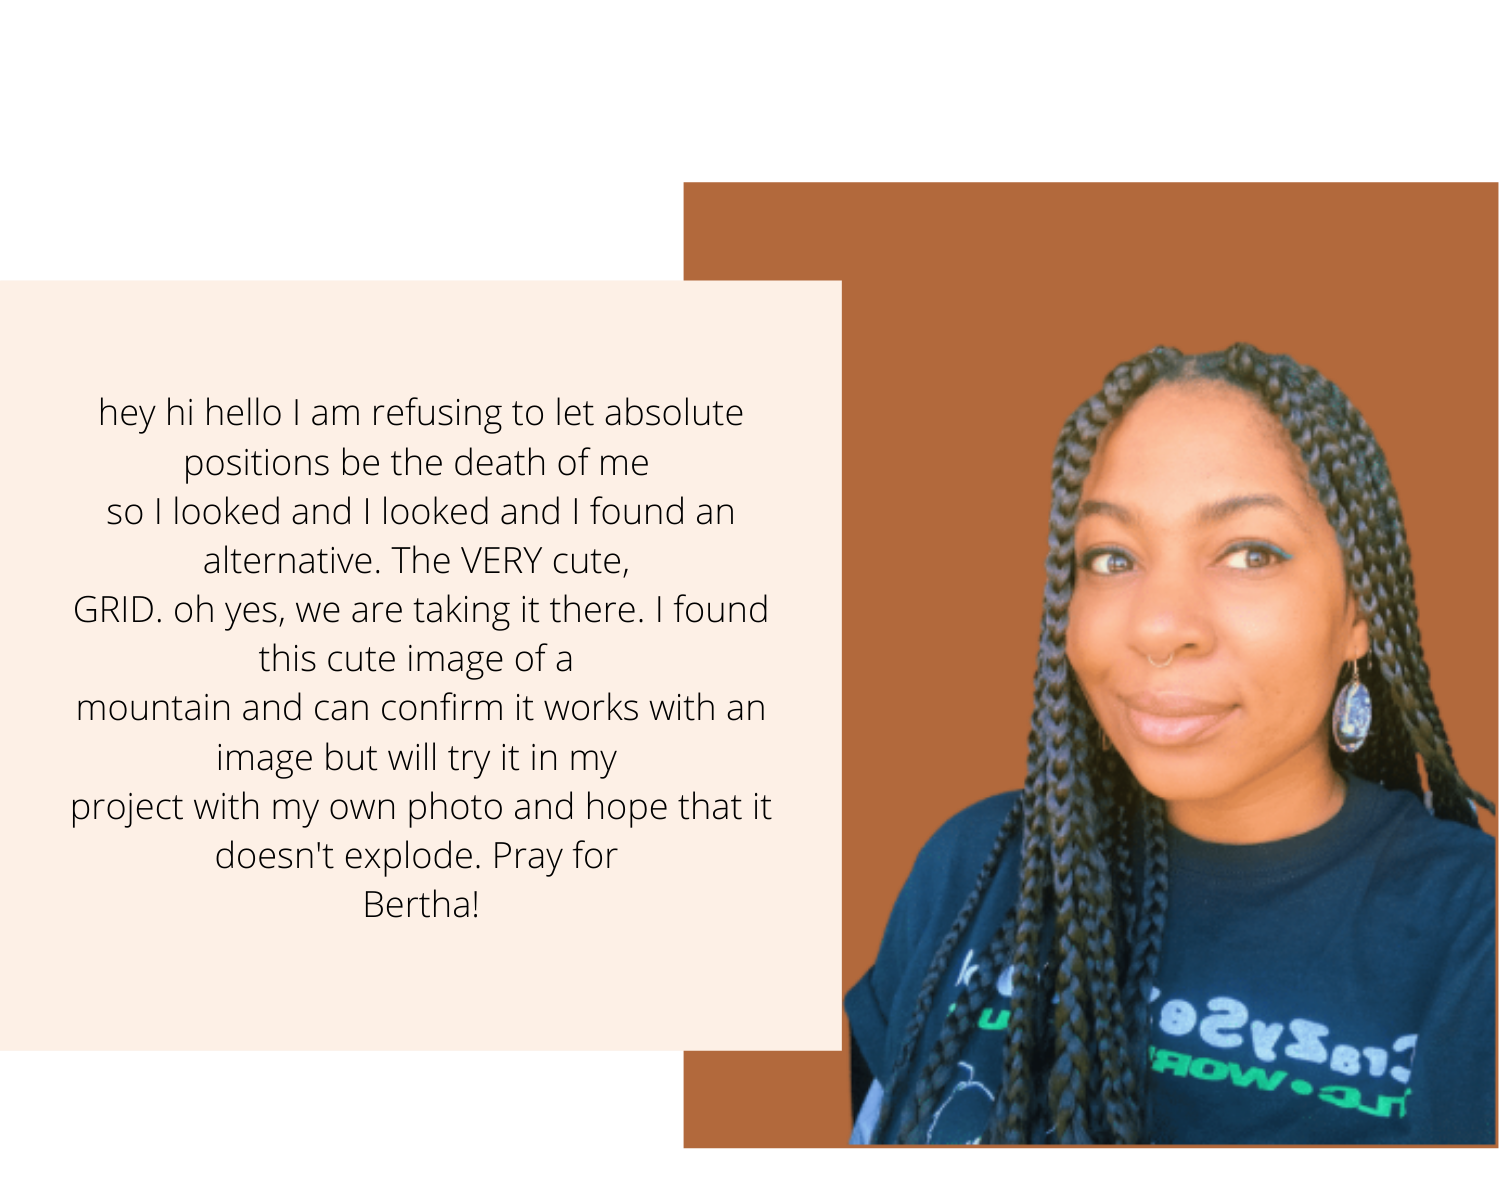 hey hi hello I am refusing to let absolute
positions be the death of me
so I looked and I looked and I found an
alternative. The VERY cute,
GRID. oh yes, we are taking it there. I found
this cute image of a
mountain and can confirm it works with an
image but will try it in my
project with my own photo and hope that it
doesn't explode. Pray for
Bertha!
CraZySe
TLC•WOR